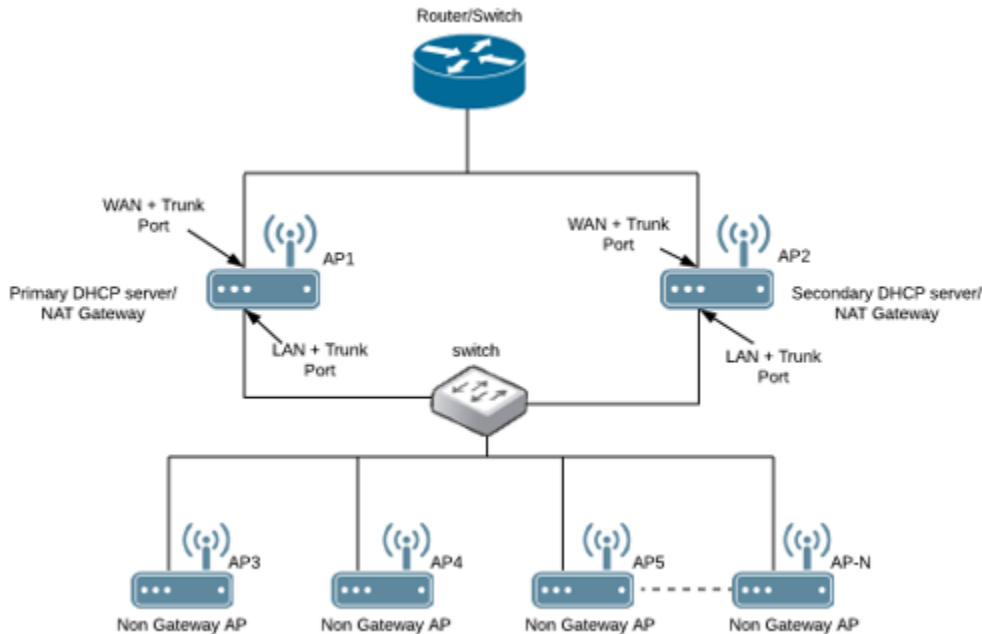 Router/Switch
WAN + Trunk
Port
AP1
WAN + Trunk
Port
AP2
Primary DHCP server/
NAT Gateway
Secondary DHCP server/
NAT Gateway
LAN + Trunk
Port
switch
LAN + Trunk
Port
AP3
AP4
AP5
AP-N
Non Gateway AP
Non Gateway AP
Non Gateway AP
Non Gateway AP